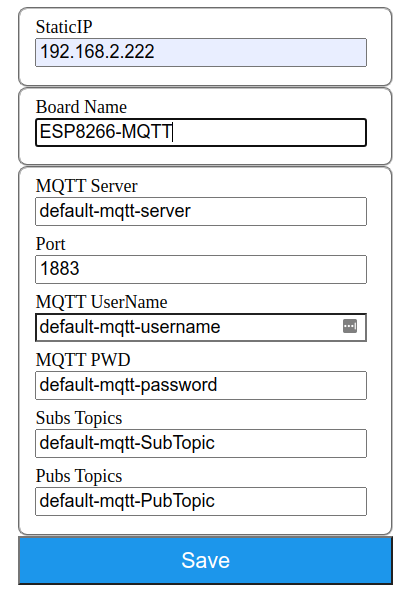 StaticIP
192.168.2.222
Board Name
ESP8266-MQTT
MQTT Server
default-mqtt-server
Port
1883
MQTT UserName
default-mqtt-username
MQTT PWD
default-mqtt-password
Subs Topics
default-mqtt-SubTopic
Pubs Topics
default-mqtt-PubTopic
Save